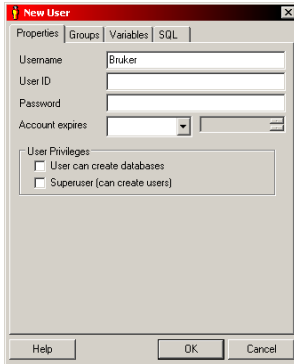 New User
Properties Groups Variables SQL
Username Bruker
User ID
Password
Account expires
User Privileges
User can create databases
Superuser (can create users)
Help OK Cancel